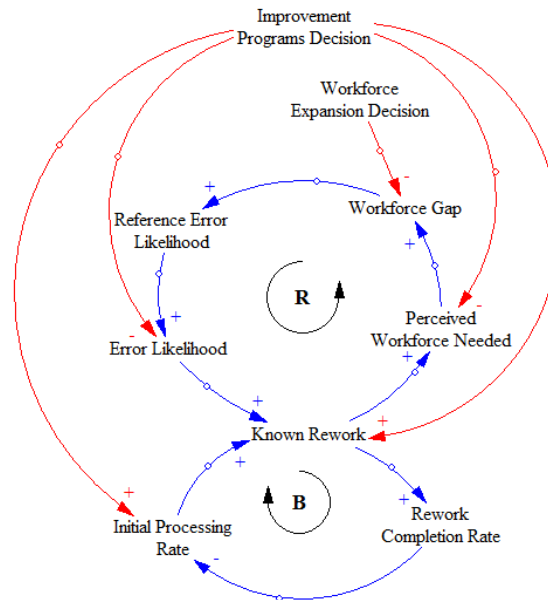 Improvement
Programs Decision
Workforce
Expansion Decision
-
+
Workforce Gap
Reference Error
Likelihood
+
R
+
-
Perceived
Workforce Needed
-
Error Likelihood
+
+
+
Known Rework
+
+
B
+
+
Initial Processing
Rate
Rework
Completion Rate
-